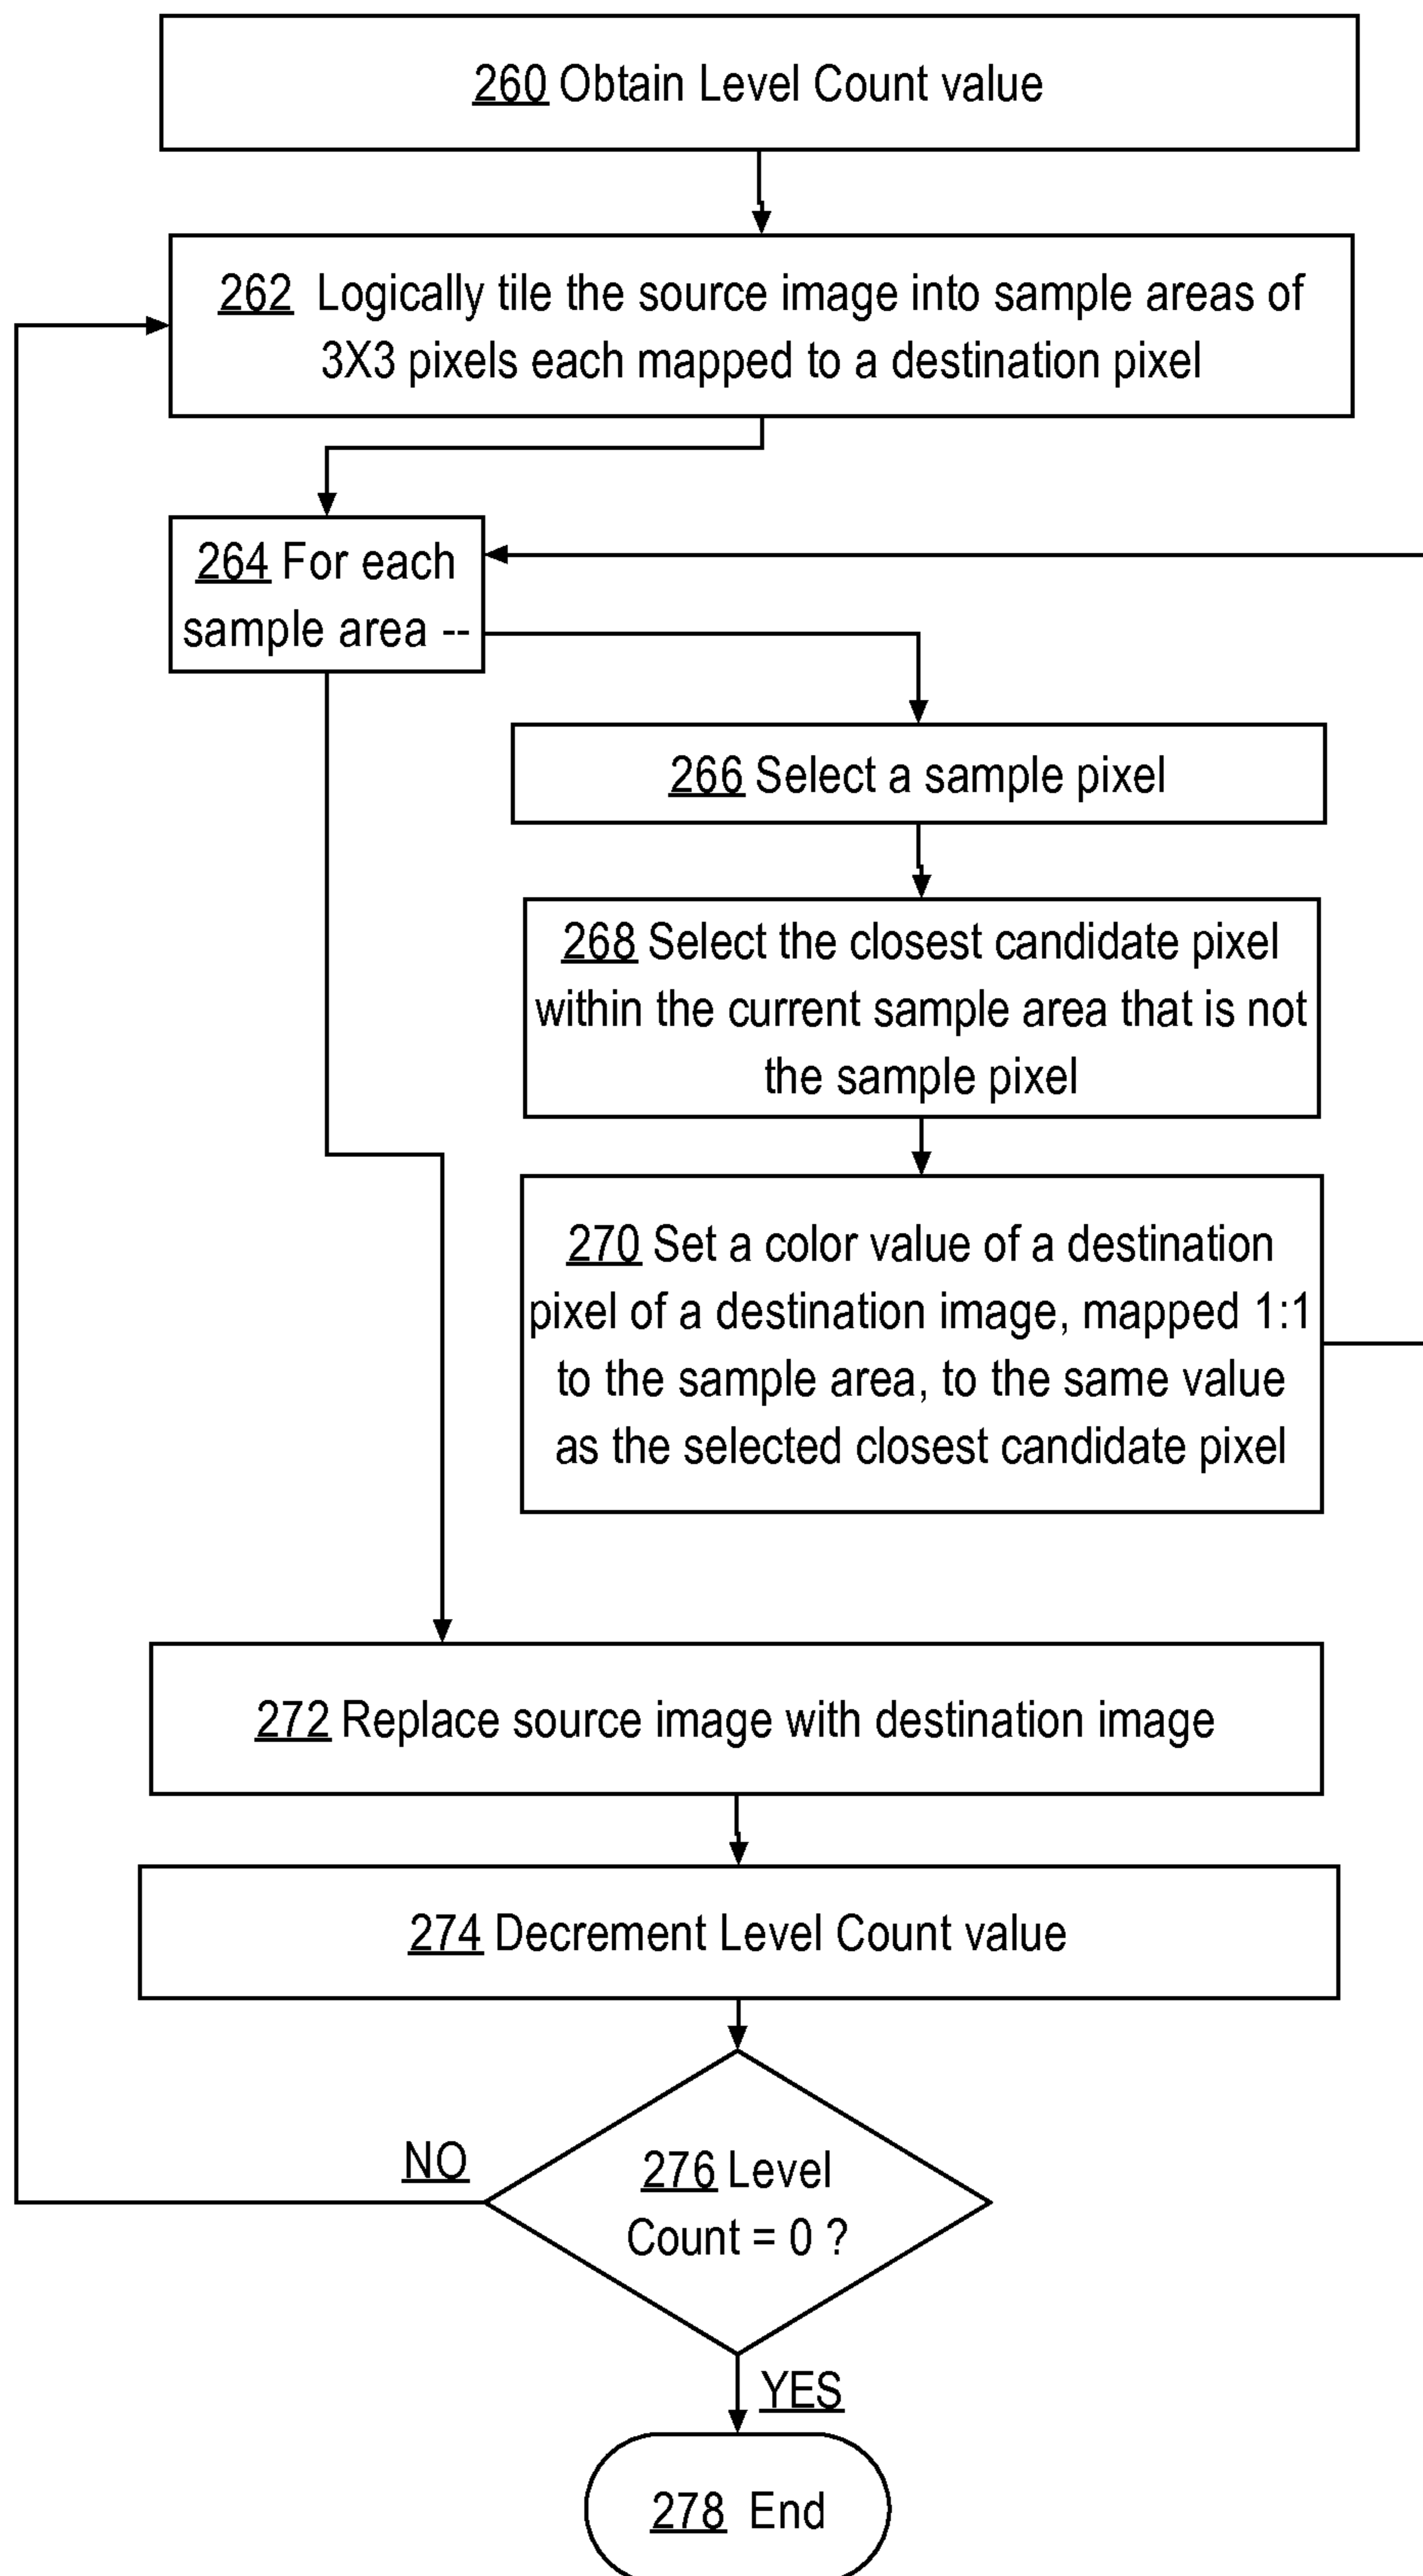 260 Obtain Level Count value
262 Logically tile the source image into sample areas of
3X3 pixels each mapped to a destination pixel
264 For each
sample area --
266 Select a sample pixel
268 Select the closest candidate pixel
within the current sample area that is not
the sample pixel
270 Set a color value of a destination
pixel of a destination image, mapped 1:1
to the sample area, to the same value
as the selected closest candidate pixel
272 Replace source image with destination image
274 Decrement Level Count value
NO
276 Level
Count = 0 ?
YES
278 End